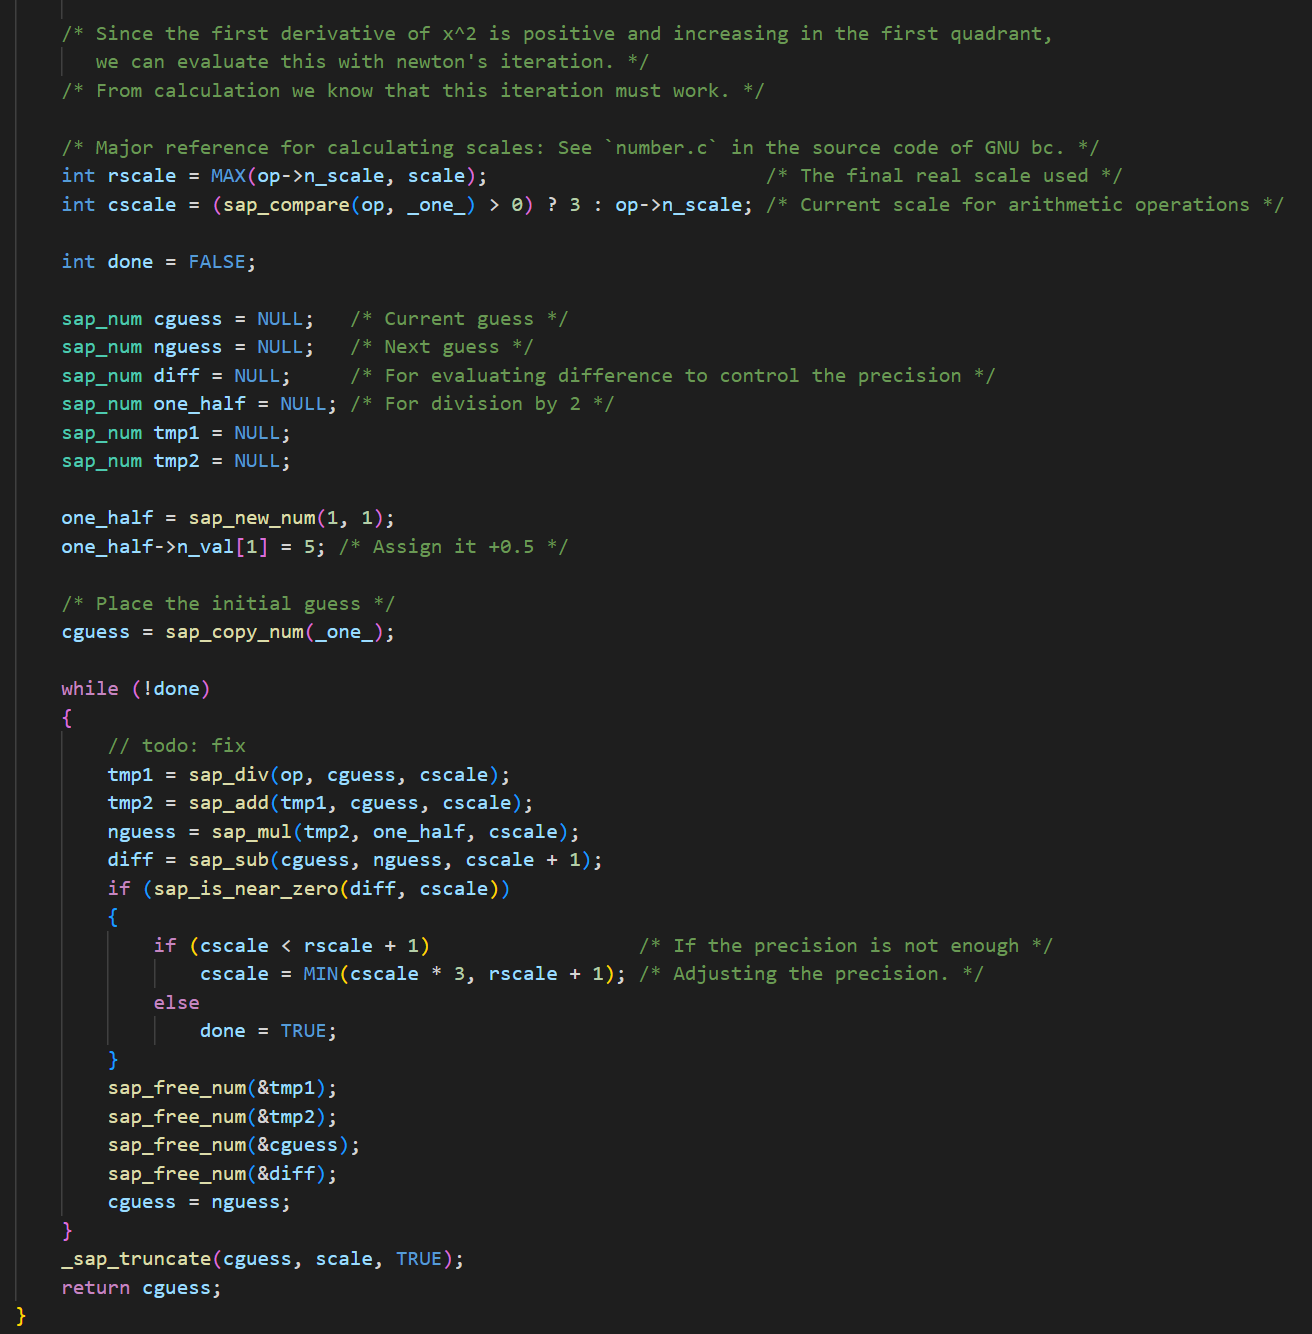 /* Since the first derivative of x^2 is positive and increasing in the first quadrant,
we can evaluate this with newton's iteration. */
/* From calculation we know that this iteration must work. */
/* Major reference for calculating scales: See `number.c` in the source code of GNU bc. */
int rscale = MAX(op->n_scale, scale); /* The final real scale used */
int cscale = (sap_compare(op, _one_) > 0) ? 3 : op->n_scale; /* Current scale for arithmetic operations */
int done = FALSE;
sap_num cguess = NULL; /* Current guess */
sap_num nguess = NULL; /* Next guess */
sap_num diff = NULL; /* For evaluating difference to control the precision */
sap_num one_half = NULL; /* For division by 2 */
sap_num tmp1 = NULL;
sap_num tmp2 = NULL;
one_half = sap_new_num(1, 1);
one_half->n_val[1] = 5; /* Assign it +0.5 */
/* Place the initial guess */
cguess = sap_copy_num(_one_);
while (!done)
{
// todo: fix
tmp1 = sap_div(op, cguess, cscale);
tmp2 = sap_add(tmp1, cguess, cscale);
nguess = sap_mul(tmp2, one_half, cscale);
diff = sap_sub(cguess, nguess, cscale + 1);
if (sap_is_near_zero(diff, cscale))
{
if (cscale < rscale + 1) /* If the precision is not enough */
cscale = MIN(cscale * 3, rscale + 1); /* Adjusting the precision. */
else
done = TRUE;
}
sap_free_num(&tmp1);
sap_free_num(&tmp2);
sap_free_num(&cguess);
sap_free_num(&diff);
cguess = nguess;
}
_sap_truncate(cguess, scale, TRUE);
return cguess;
}